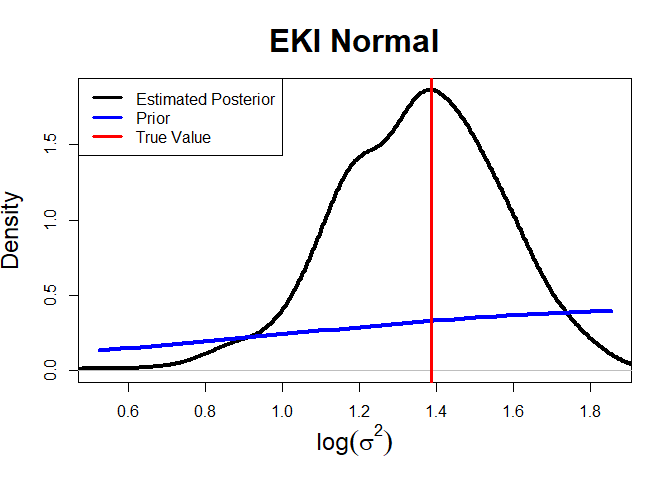 EKI Normal
Estimated Posterior
Prior
True Value
Density
0.0
0.5
1.0
1.5
0.6 0.8 1.0 1.2 1.4 1.6 1.8
log(σ²)